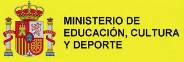 MINISTERIO DE
EDUCACIÓN, CULTURA
Y DEPORTE